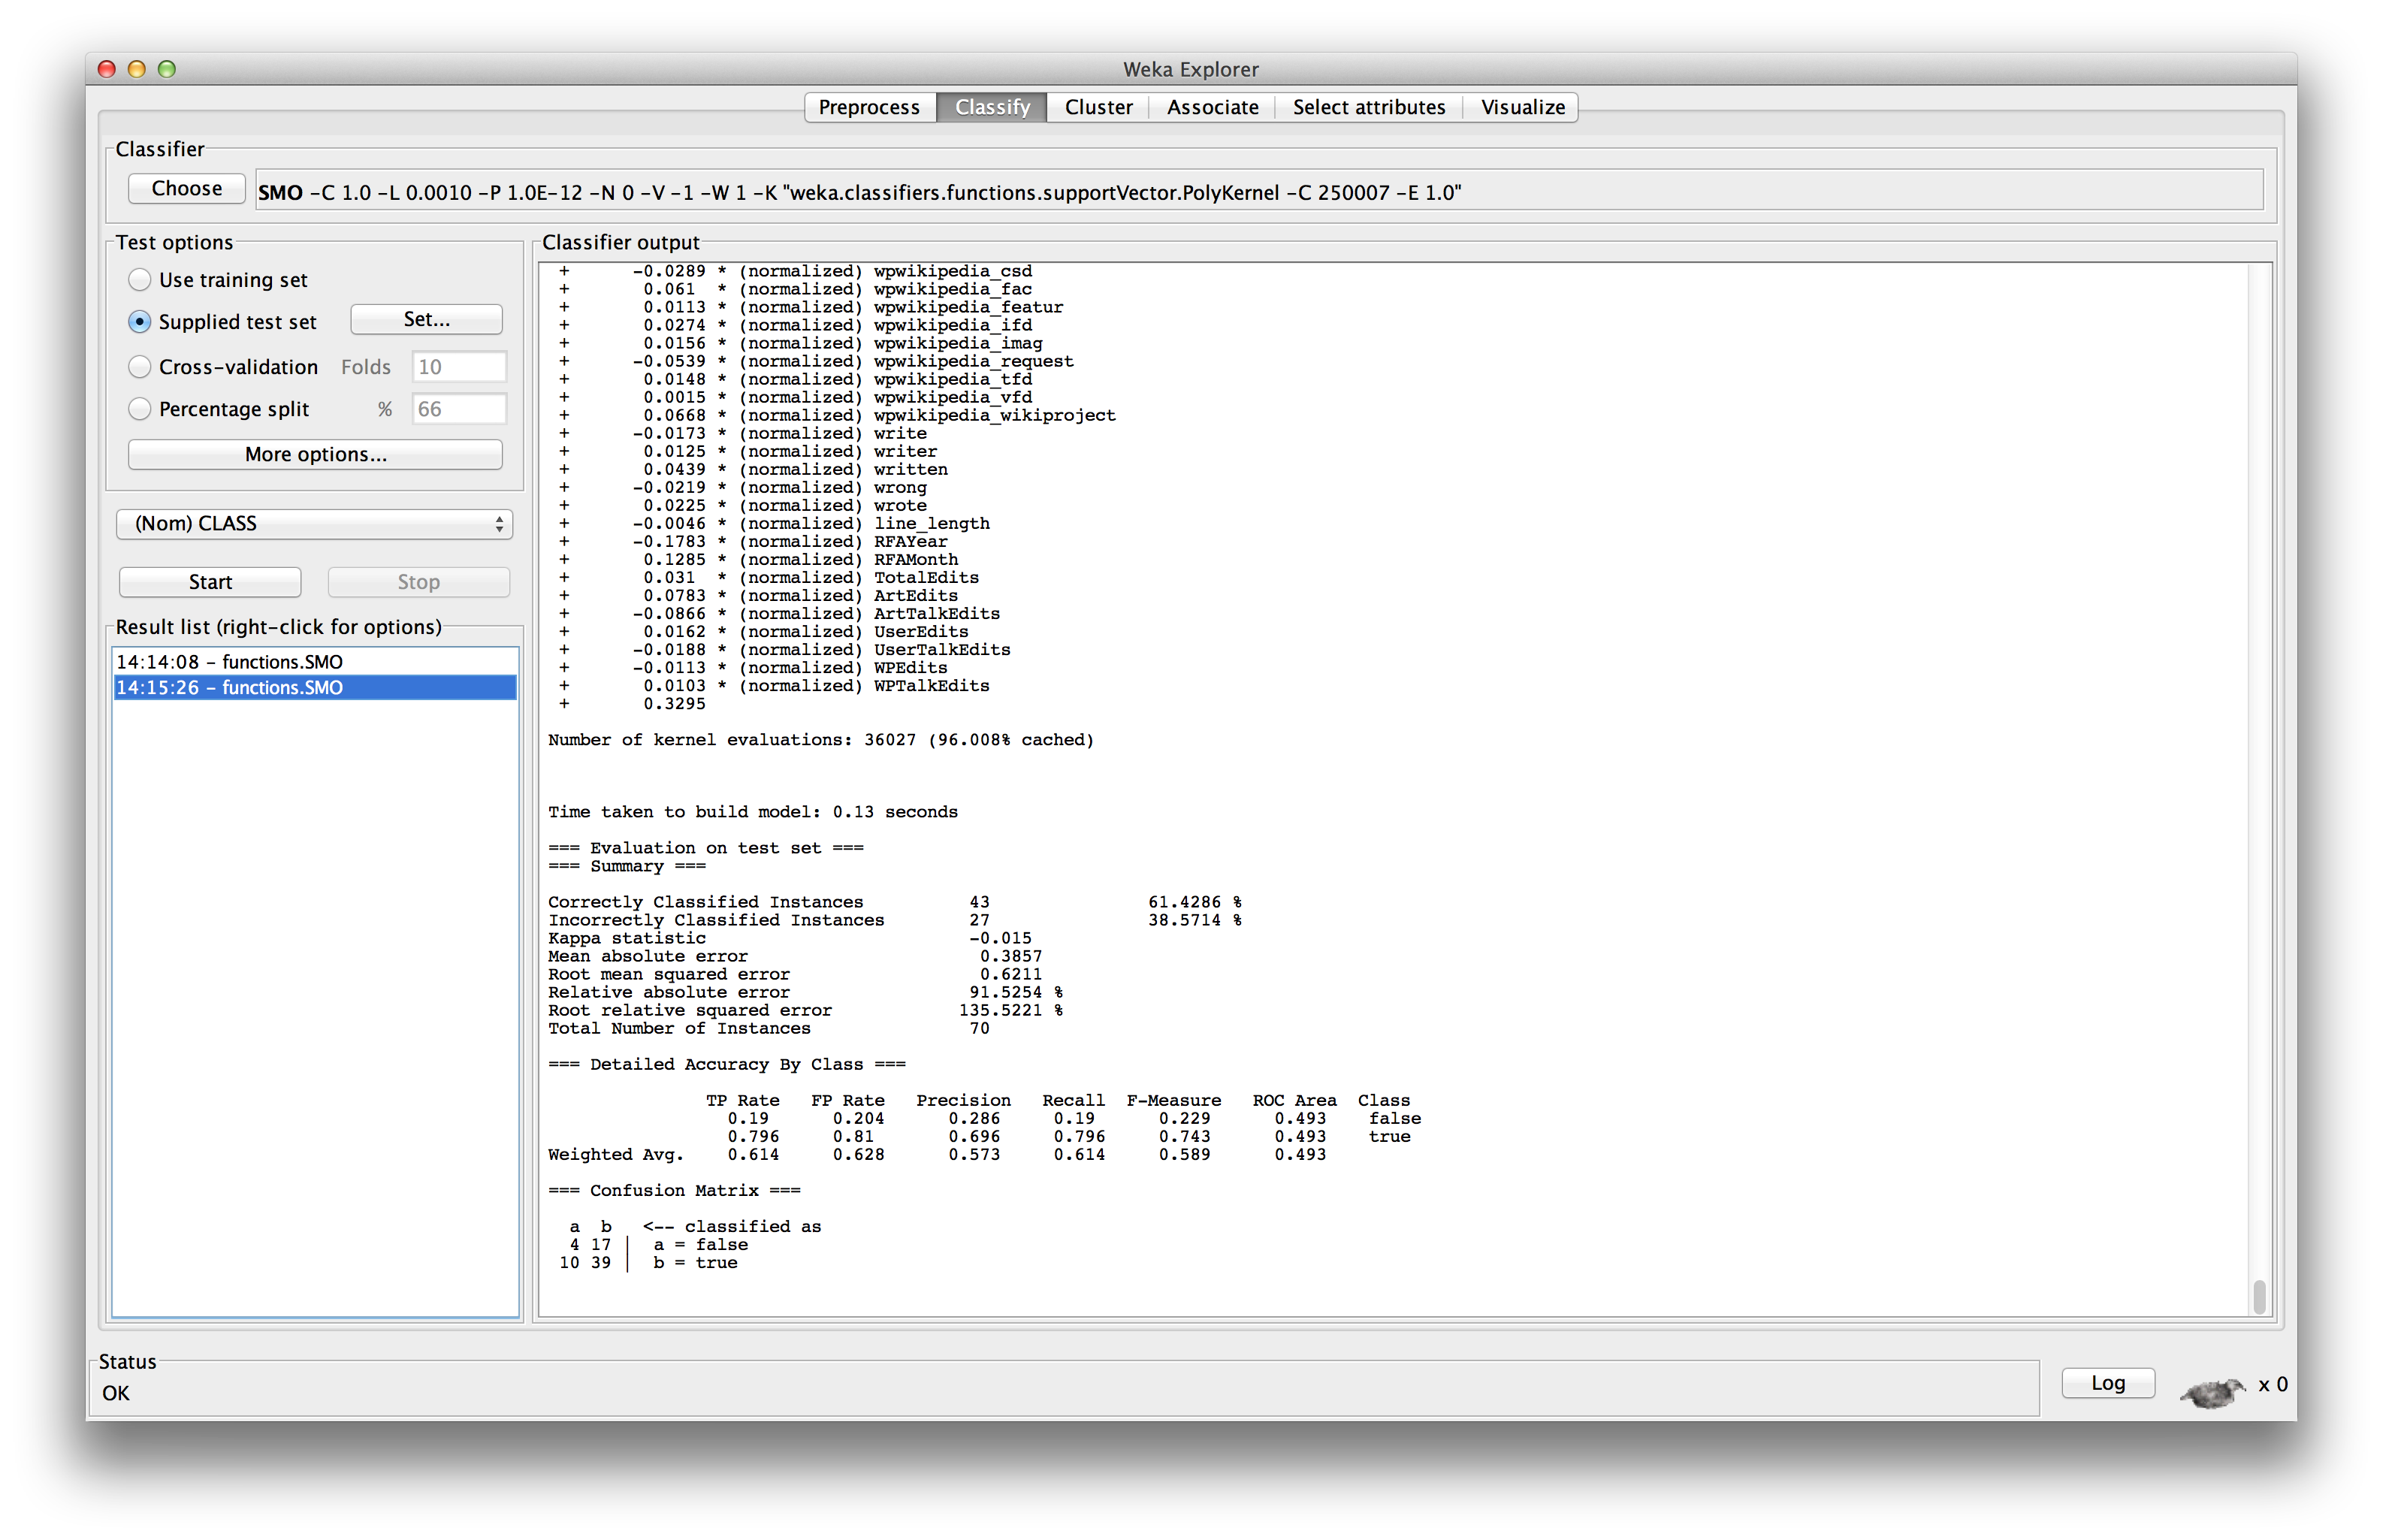 Weka Explorer
Preprocess Classify Cluster Associate Select attributes Visualize
Classifier
Choose SMO -C 1.0 -L 0.0010 -P 1.0E-12 -N 0 -V -1 -W 1 -K "weka.classifiers.functions.supportVector.PolyKernel -C 250007 -E 1.0"
Test options
Use training set
Supplied test set Set...
Cross-validation Folds 10
Percentage split % 66
More options...
(Nom) CLASS
Start Stop
Result list (right-click for options)
14:14:08 - functions.SMO
14:15:26 - functions.SMO
Classifier output
+ -0.0289 * (normalized) wpwikipedia_csd
+ 0.061 * (normalized) wpwikipedia_fac
+ 0.0113 * (normalized) wpwikipedia_featur
+ 0.0274 * (normalized) wpwikipedia_ifd
+ 0.0156 * (normalized) wpwikipedia_imag
+ -0.0539 * (normalized) wpwikipedia_request
+ 0.0148 * (normalized) wpwikipedia_tfd
+ 0.0015 * (normalized) wpwikipedia_vfd
+ 0.0668 * (normalized) wpwikipedia_wikiproject
+ -0.0173 * (normalized) write
+ 0.0125 * (normalized) writer
+ 0.0439 * (normalized) written
+ -0.0219 * (normalized) wrong
+ 0.0225 * (normalized) wrote
+ -0.0046 * (normalized) line_length
+ -0.1783 * (normalized) RFAYear
+ 0.1285 * (normalized) RFAMonth
+ 0.031 * (normalized) TotalEdits
+ 0.0783 * (normalized) ArtEdits
+ -0.0866 * (normalized) ArtTalkEdits
+ 0.0162 * (normalized) UserEdits
+ -0.0188 * (normalized) UserTalkEdits
+ -0.0113 * (normalized) WPEdits
+ 0.0103 * (normalized) WPTalkEdits
+ 0.3295
Number of kernel evaluations: 36027 (96.008% cached)
Time taken to build model: 0.13 seconds
=== Evaluation on test set ===
=== Summary ===
Correctly Classified Instances 43 61.4286 %
Incorrectly Classified Instances 27 38.5714 %
Kappa statistic -0.015
Mean absolute error 0.3857
Root mean squared error 0.6211
Relative absolute error 91.5254 %
Root relative squared error 135.5221 %
Total Number of Instances 70
=== Detailed Accuracy By Class ===
TP Rate FP Rate Precision Recall F-Measure ROC Area Class
0.19 0.204 0.286 0.19 0.229 0.493 false
0.796 0.81 0.696 0.796 0.743 0.493 true
Weighted Avg. 0.614 0.628 0.573 0.614 0.589 0.493
=== Confusion Matrix ===
a b <-- classified as
4 17 | a = false
10 39 | b = true
Status
OK
Log x 0